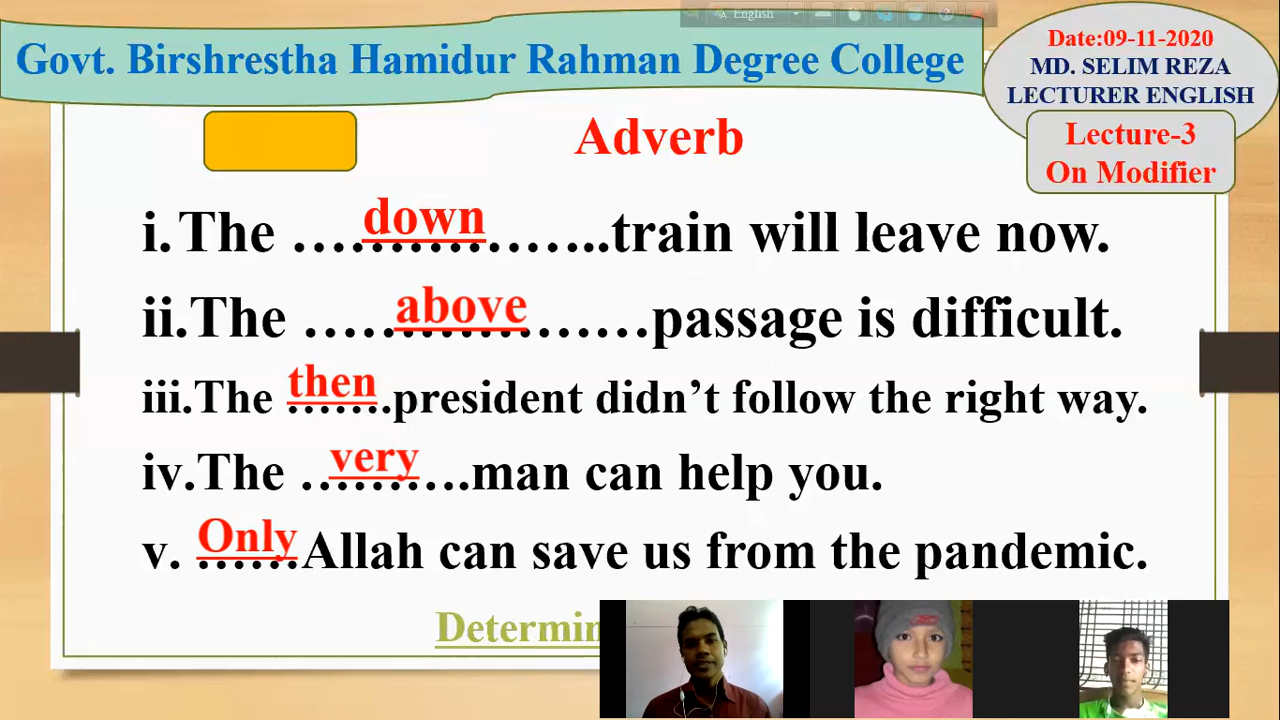 English
Govt. Birshrestha Hamidur Rahman Degree College
Date:09-11-2020
MD. SELIM REZA
LECTURER ENGLISH
Lecture-3
On Modifier
Adverb
i. The ......down..........train will leave now.
ii.The ......above..........passage is difficult.
iii.The then.......president didn’t follow the right way.
iv.The ..very........man can help you.
v. Only......Allah can save us from the pandemic.